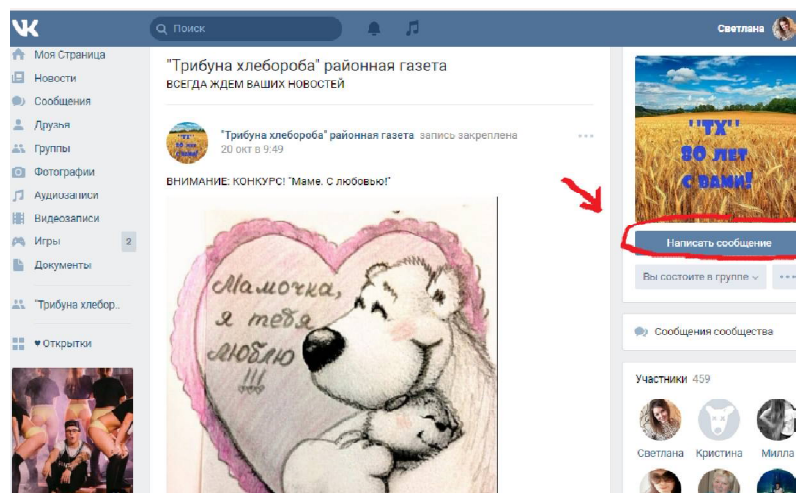 Поиск
Светлана
Моя Страница
Новости
Сообщения
Друзья
Группы
Фотографии
Аудиозаписи
Видеозаписи
Игры 2
Документы
"Трибуна хлебор..
♥ Открытки
"Трибуна хлебороба" районная газета
ВСЕГДА ЖДЕМ ВАШИХ НОВОСТЕЙ
"Трибуна хлебороба" районная газета запись закреплена
20 окт в 9:49
ВНИМАНИЕ: КОНКУРС! "Маме. С любовью!"
Мамочка,
я тебя
люблю
!!!
"ТХ"
80 ЛЕТ
С ВАМИ!
Написать сообщение
Вы состоите в группе
Сообщения сообщества
Участники 459
Светлана Кристина Милла